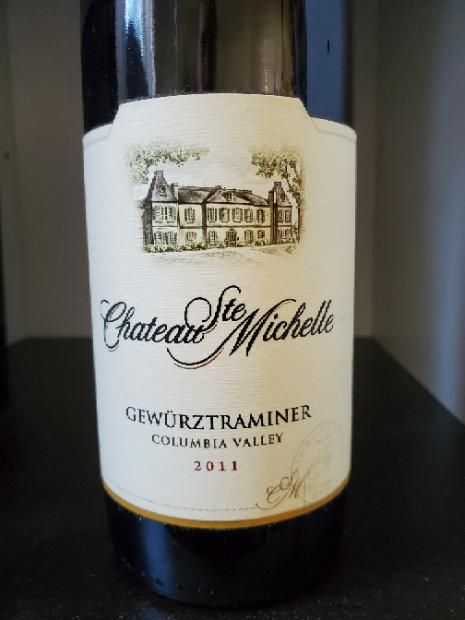 Chateau Ste Michelle
GEWÜRZTRAMINER
COLUMBIA VALLEY
2011